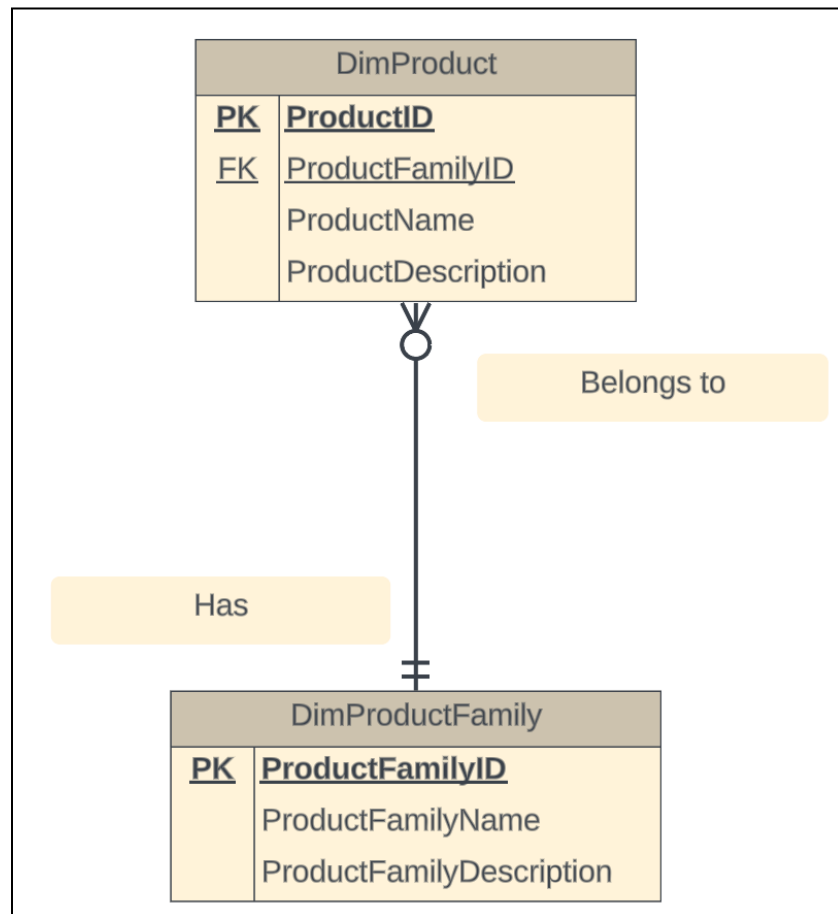 DimProduct
PK ProductID
FK ProductFamilyID
ProductName
ProductDescription
Belongs to
Has
DimProductFamily
PK ProductFamilyID
ProductFamilyName
ProductFamilyDescription